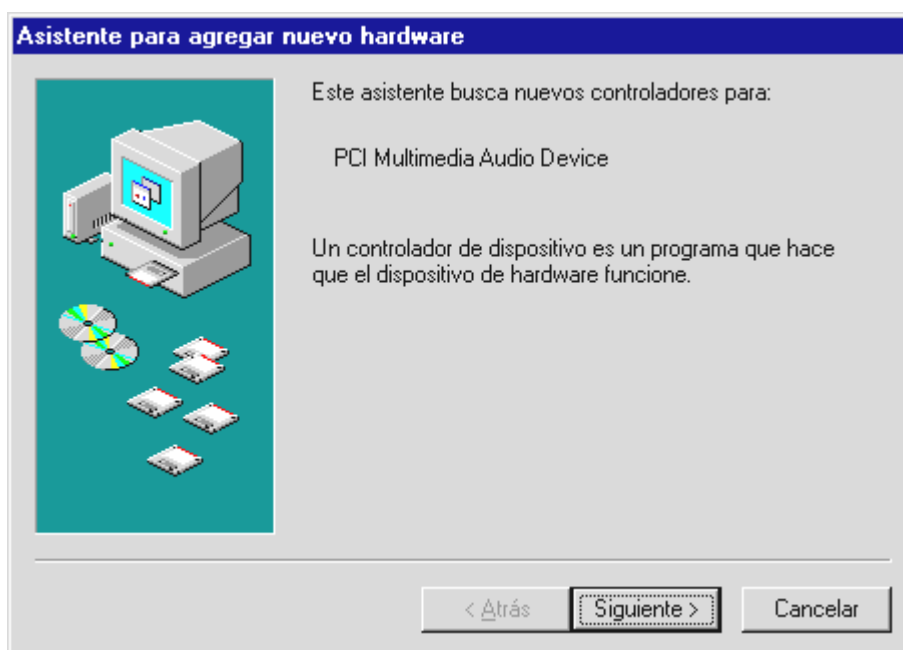 Asistente para agregar nuevo hardware
Este asistente busca nuevos controladores para:
PCI Multimedia Audio Device
Un controlador de dispositivo es un programa que hace
que el dispositivo de hardware funcione.
< Atrás
Siguiente >
Cancelar